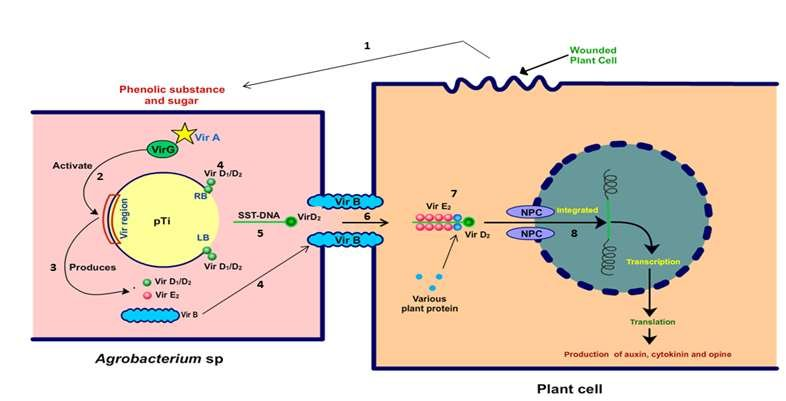 1
Wounded
Plant Cell
Phenolic substance
and sugar
Vir A
VirG
Activate
2
4
Vir D1/D2
RB
Vir region
pTi
SST-DNA
VirD2
5
LB
Vir D1/D2
3
Produces
Vir D1/D2
Vir E2
Vir B
4
Vir B
6
Vir B
7
Vir E2
Vir D2
Various
plant protein
NPC
NPC
Integrated
8
Transcription
Translation
Production of auxin, cytokinin and opine
Agrobacterium sp
Plant cell